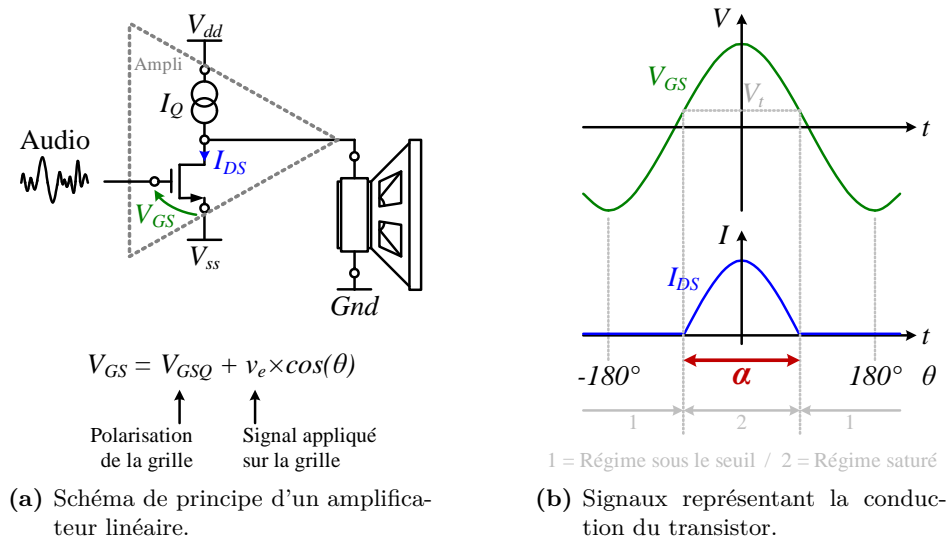 V_dd
Ampli
I_Q
Audio
I_DS
V_GS
V_ss
Gnd
V_GS = V_GSQ + v_e×cos(θ)
Polarisation
de la grille
Signal appliqué
sur la grille
(a) Schéma de principe d'un amplifica-
teur linéaire.
V
V_GS
V_t
t
I
I_DS
t
-180°
α
180°
θ
1
2
1
1 = Régime sous le seuil / 2 = Régime saturé
(b) Signaux représentant la conduc-
tion du transistor.